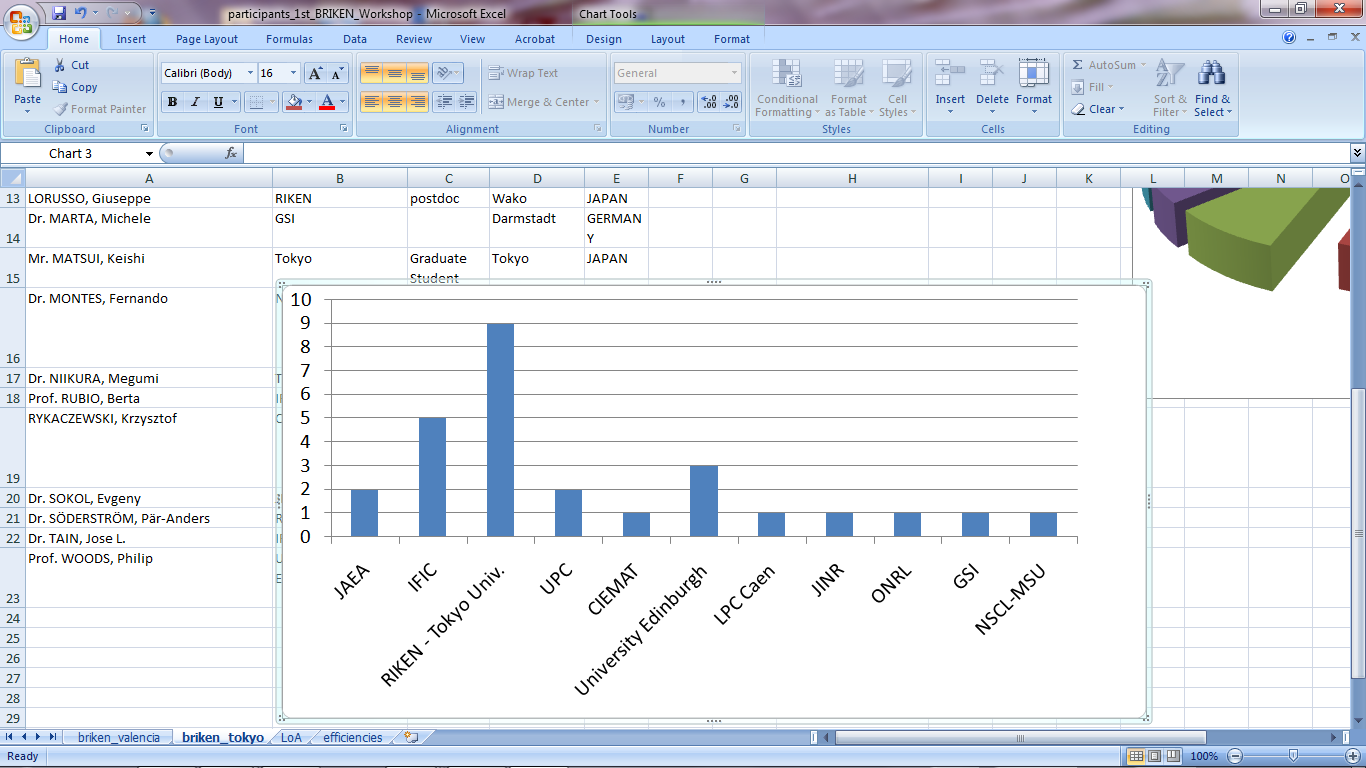 participants_1st_BRIKEN_Workshop - Microsoft Excel
Chart Tools
Home Insert Page Layout Formulas Data Review View Acrobat Design Layout Format
Paste
Cut
Copy
Format Painter
Clipboard
Calibri (Body) 16
B I U
Font
Wrap Text
Merge & Center
Alignment
General
Number
Conditional Formatting
Format as Table
Cell Styles
Styles
Insert Delete Format
Cells
AutoSum
Fill
Clear
Sort & Filter
Find & Select
Editing
Chart 3
fx
A B C D E F G H I J K L M N O
13 LORUSSO, Giuseppe RIKEN postdoc Wako JAPAN
14 Dr. MARTA, Michele GSI Darmstadt GERMAN
Y
15 Mr. MATSUI, Keishi Tokyo Graduate Tokyo JAPAN
Student
16 Dr. MONTES, Fernando
17 Dr. NIIKURA, Megumi
18 Prof. RUBIO, Berta
19 RYKACZEWSKI, Krzysztof
20 Dr. SOKOL, Evgeny
21 Dr. SÖDERSTRÖM, Pär-Anders
22 Dr. TAIN, Jose L.
23 Prof. WOODS, Philip
24
25
26
27
28
29
10
9
8
7
6
5
4
3
2
1
0
JAEA
IFIC
RIKEN - Tokyo Univ.
UPC
CIEMAT
University Edinburgh
LPC Caen
JINR
ONRL
GSI
NSCL-MSU
briken_valencia briken_tokyo LoA efficiencies
Ready
100%